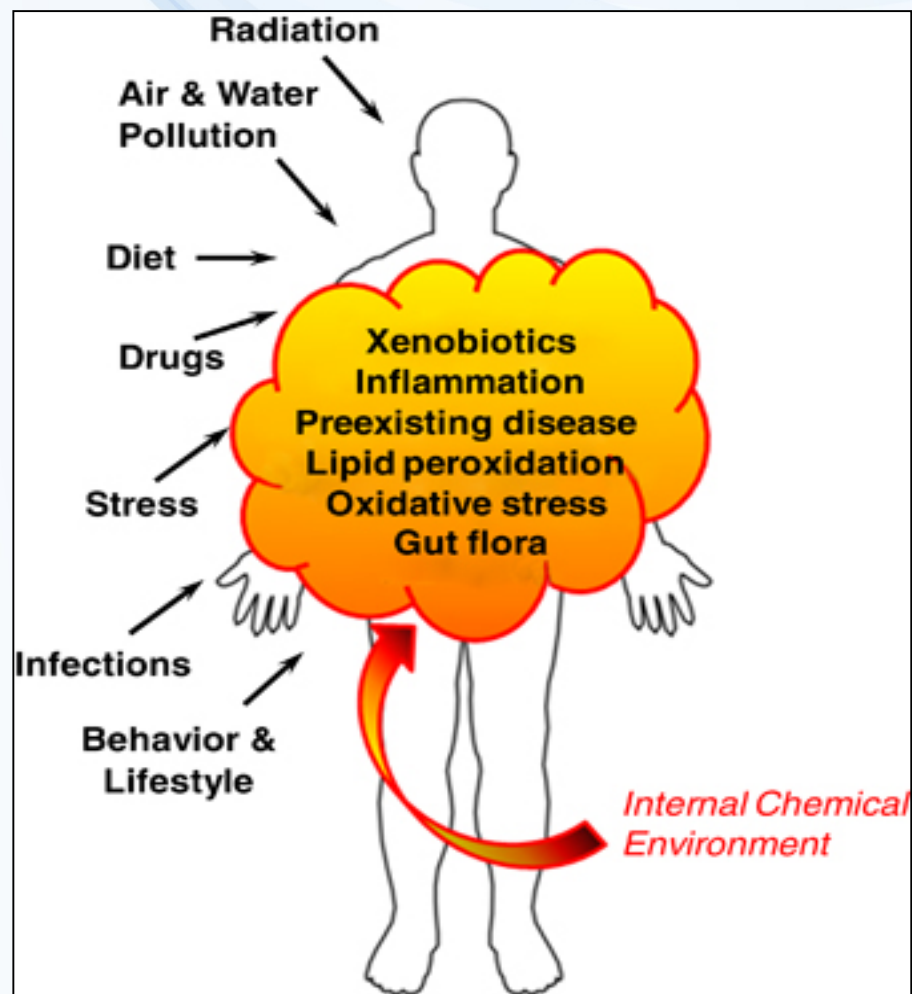 Radiation
Air & Water
Pollution
Diet
Drugs
Stress
Infections
Behavior &
Lifestyle
Xenobiotics
Inflammation
Preexisting disease
Lipid peroxidation
Oxidative stress
Gut flora
Internal Chemical
Environment